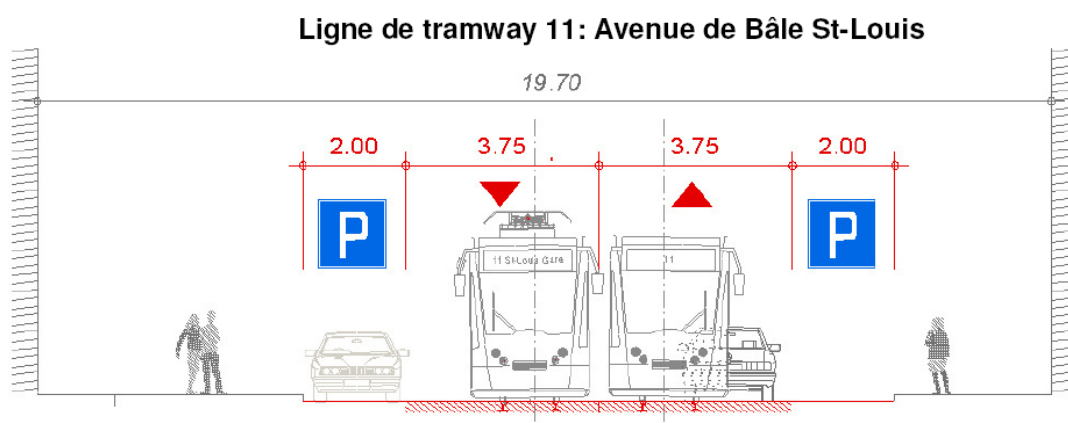 Ligne de tramway 11: Avenue de Bâle St-Louis
19.70
2.00 3.75 3.75 2.00
P P
11 St-Louis Gare 11